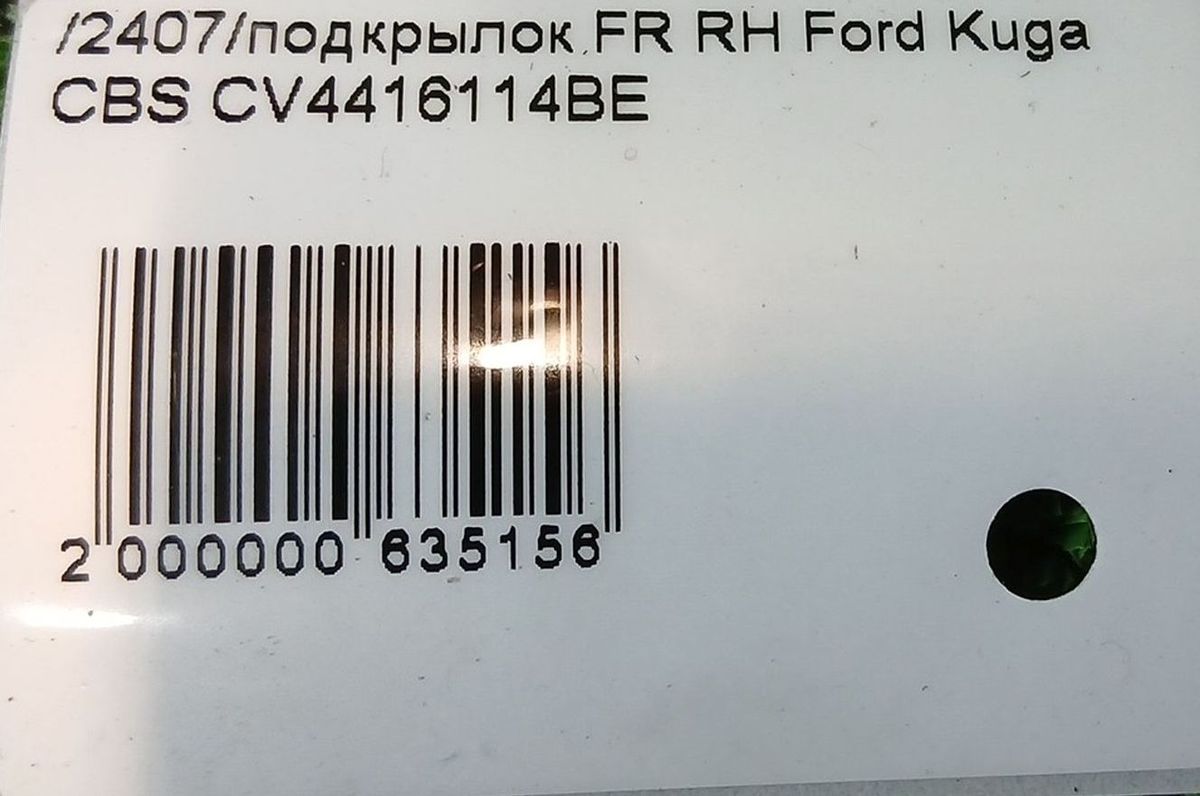 /2407/подкрылок FR RH Ford Kuga
CBS CV4416114BE
2 000000 635156